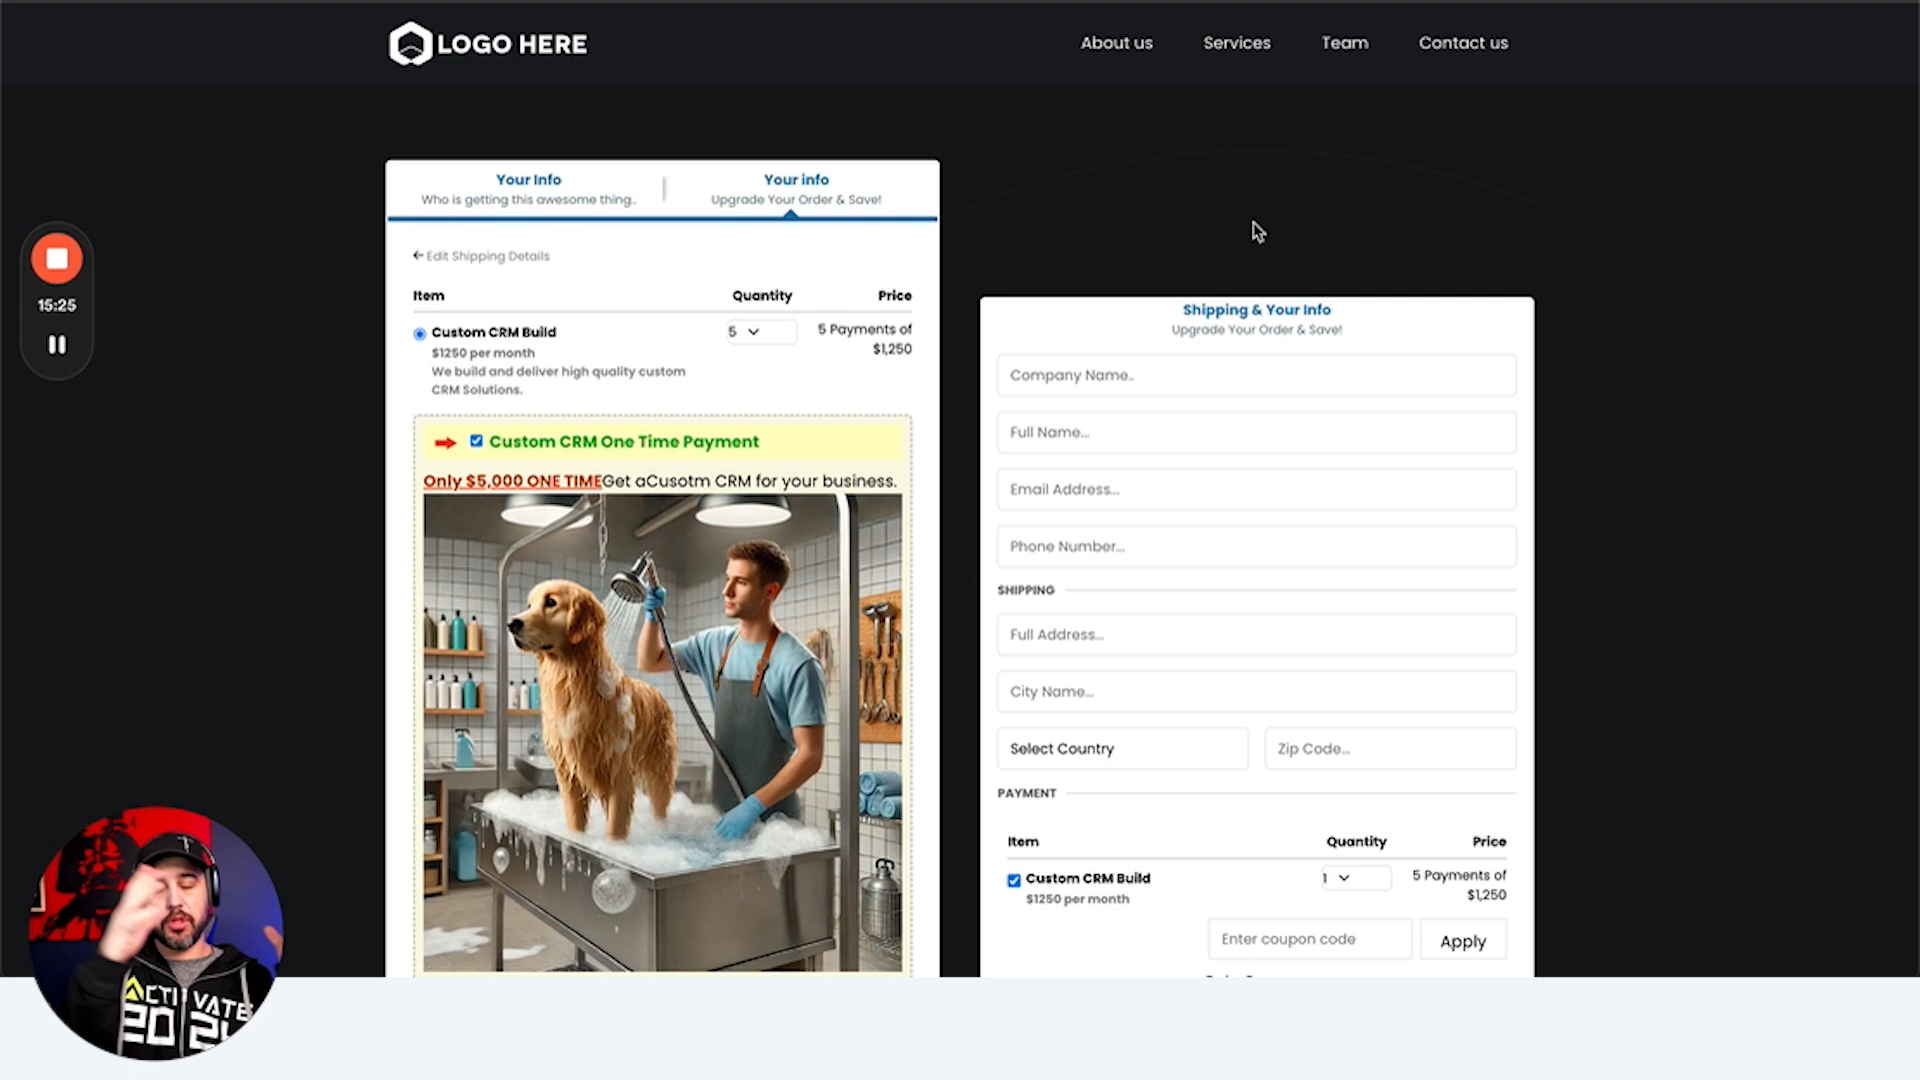 LOGO HERE
About us
Services
Team
Contact us
Your Info
Who is getting this awesome thing..
Your info
Upgrade Your Order & Save!
Edit Shipping Details
Item
Quantity
Price
Custom CRM Build
5
5 Payments of
$1,250
$1250 per month
We build and deliver high quality custom
CRM Solutions.
Custom CRM One Time Payment
Only $5,000 ONE TIMEGet aCusotm CRM for your business.
Shipping & Your Info
Upgrade Your Order & Save!
Company Name..
Full Name...
Email Address...
Phone Number...
SHIPPING
Full Address...
City Name...
Select Country
Zip Code...
PAYMENT
Item
Quantity
Price
Custom CRM Build
1
5 Payments of
$1,250
$1250 per month
Enter coupon code
Apply
15:25
ACTIVATE